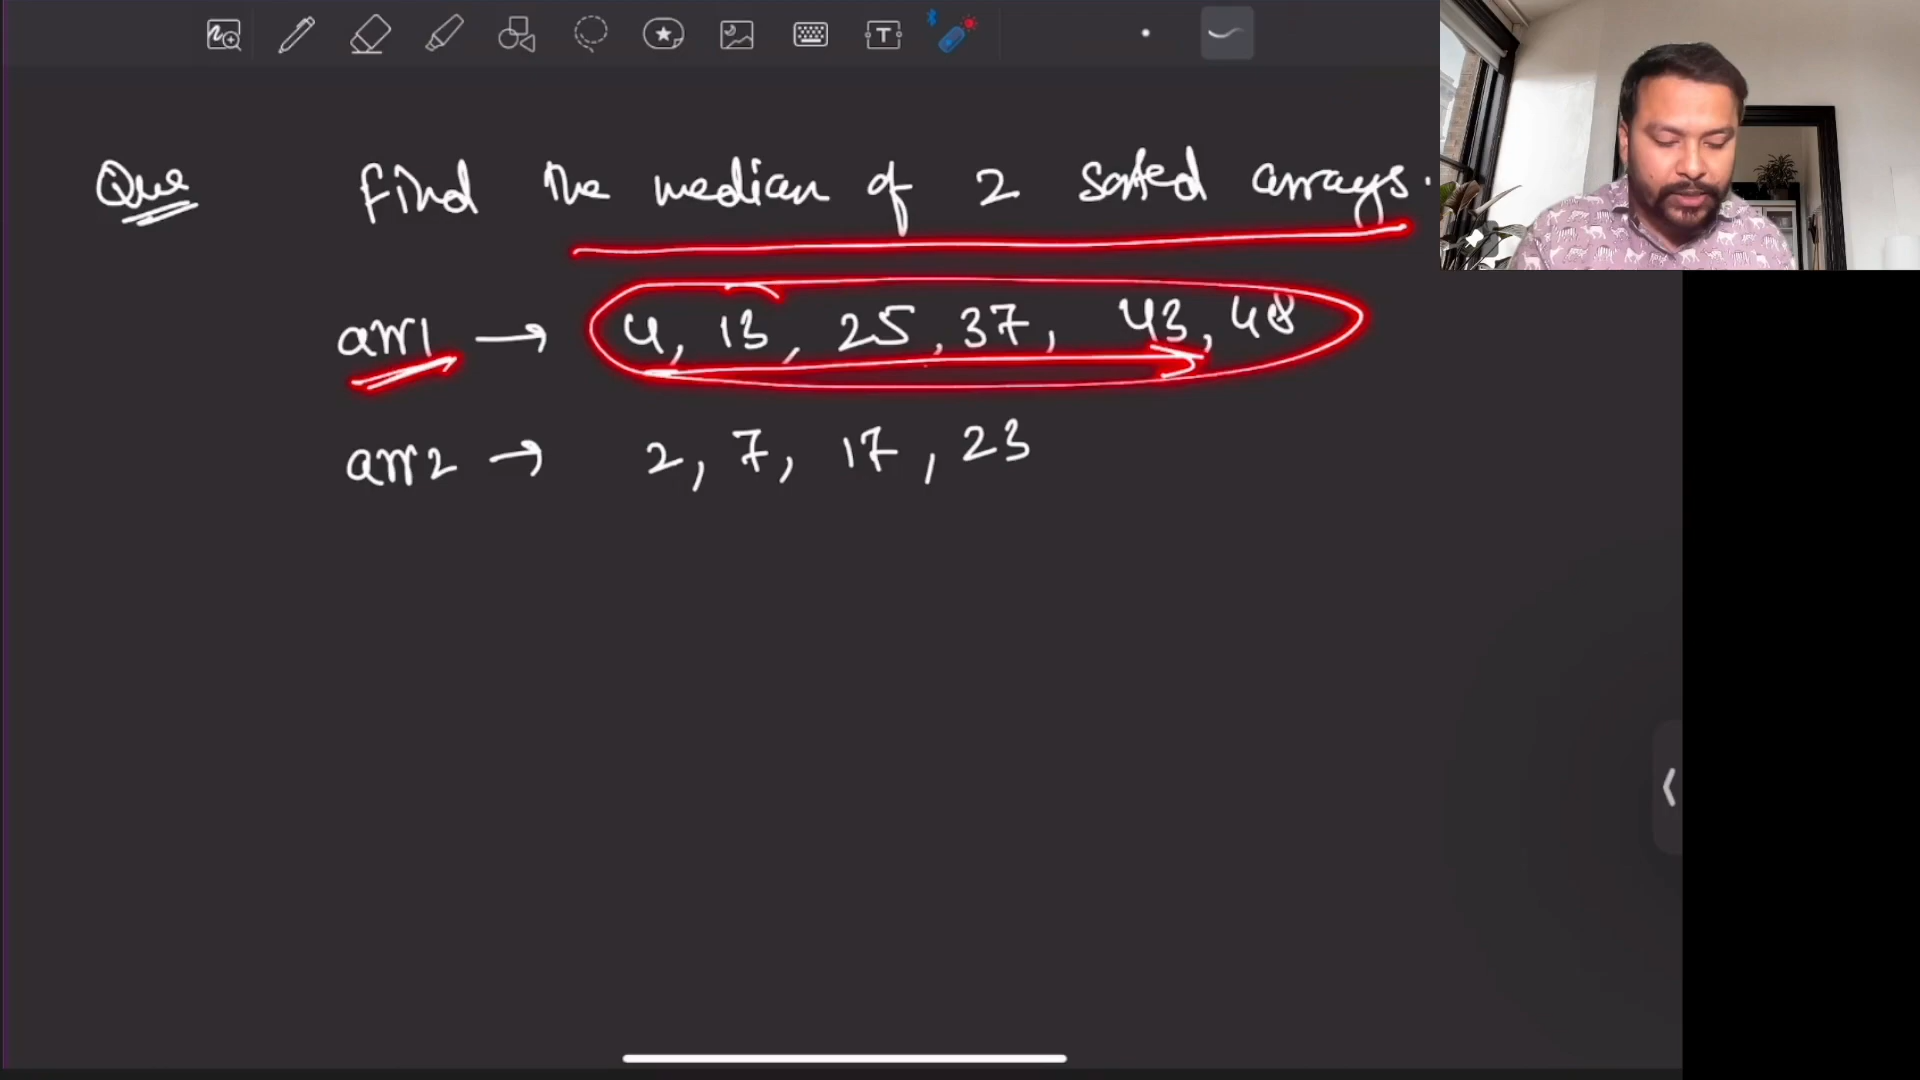 Que Find the median of 2 sorted arrays.
arr1 → 4, 13, 25, 37, 43, 48
arr2 → 2, 7, 17, 23